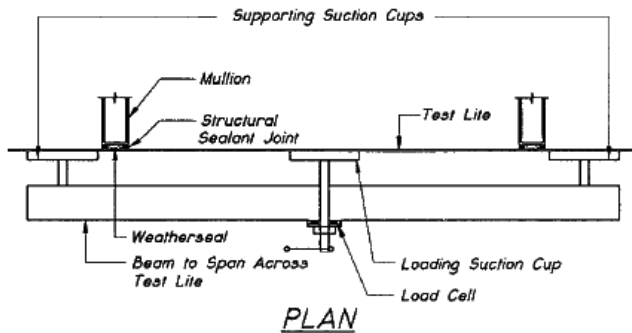 Supporting Suction Cups
Mullion
Structural
Sealant Joint
Test Lite
Weatherseal
Beam to Span Across
Test Lite
Loading Suction Cup
Load Cell
PLAN